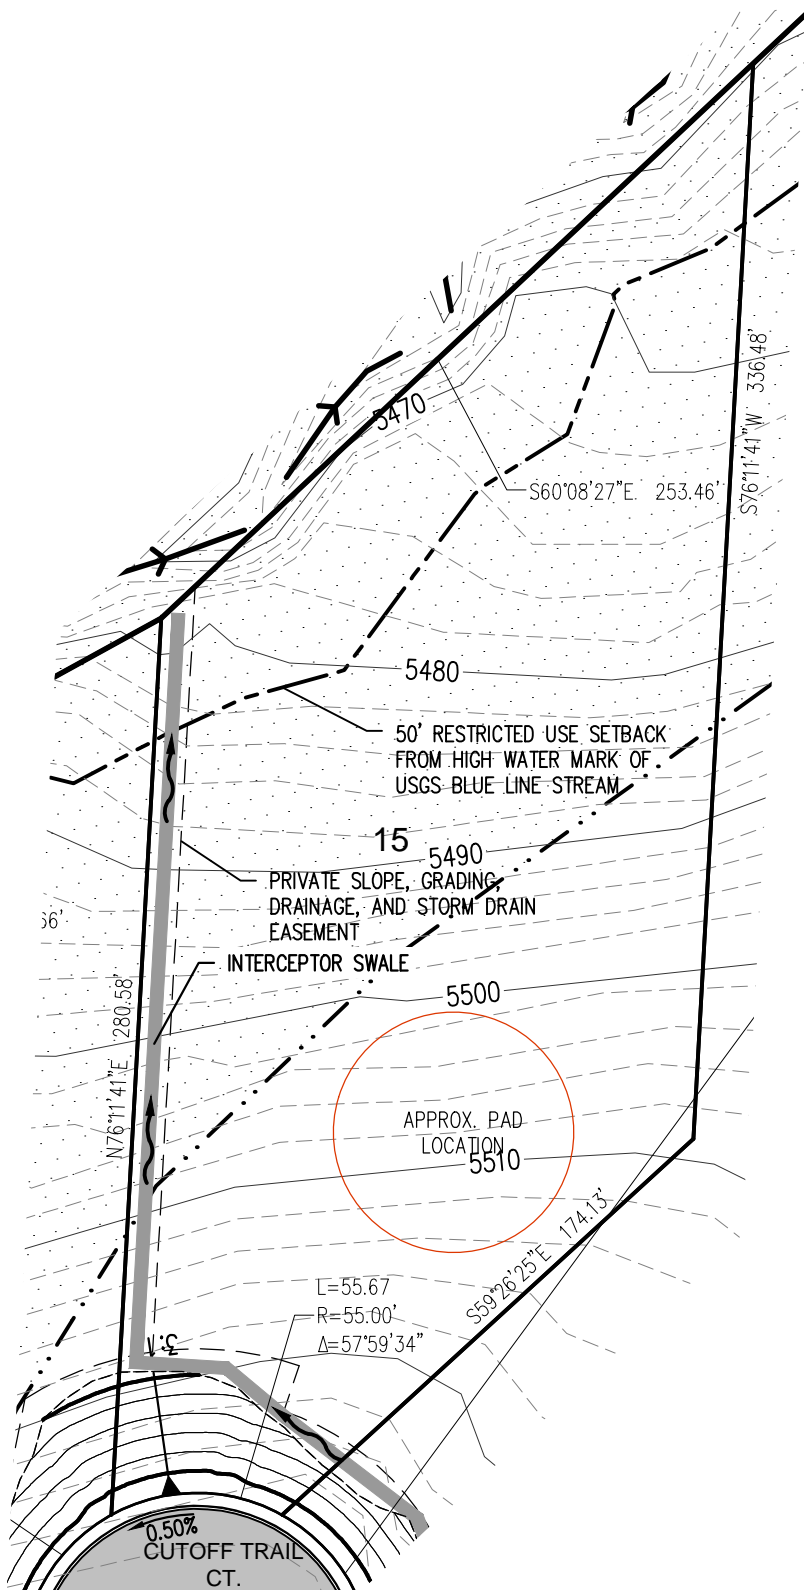 5470
S76°11'41"W 336.48'
S60°08'27"E 253.46'
5480
50' RESTRICTED USE SETBACK
FROM HIGH WATER MARK OF
USGS BLUE LINE STREAM
15
5490
PRIVATE SLOPE, GRADING,
DRAINAGE, AND STORM DRAIN
EASEMENT
66'
INTERCEPTOR SWALE
5500
N76°11'41"E 280.58'
APPROX. PAD
LOCATION
5510
S59°26'25"E 174.13'
L=55.67
R=55.00'
Δ=57°59'34"
3:1
0.50%
CUTOFF TRAIL
CT.